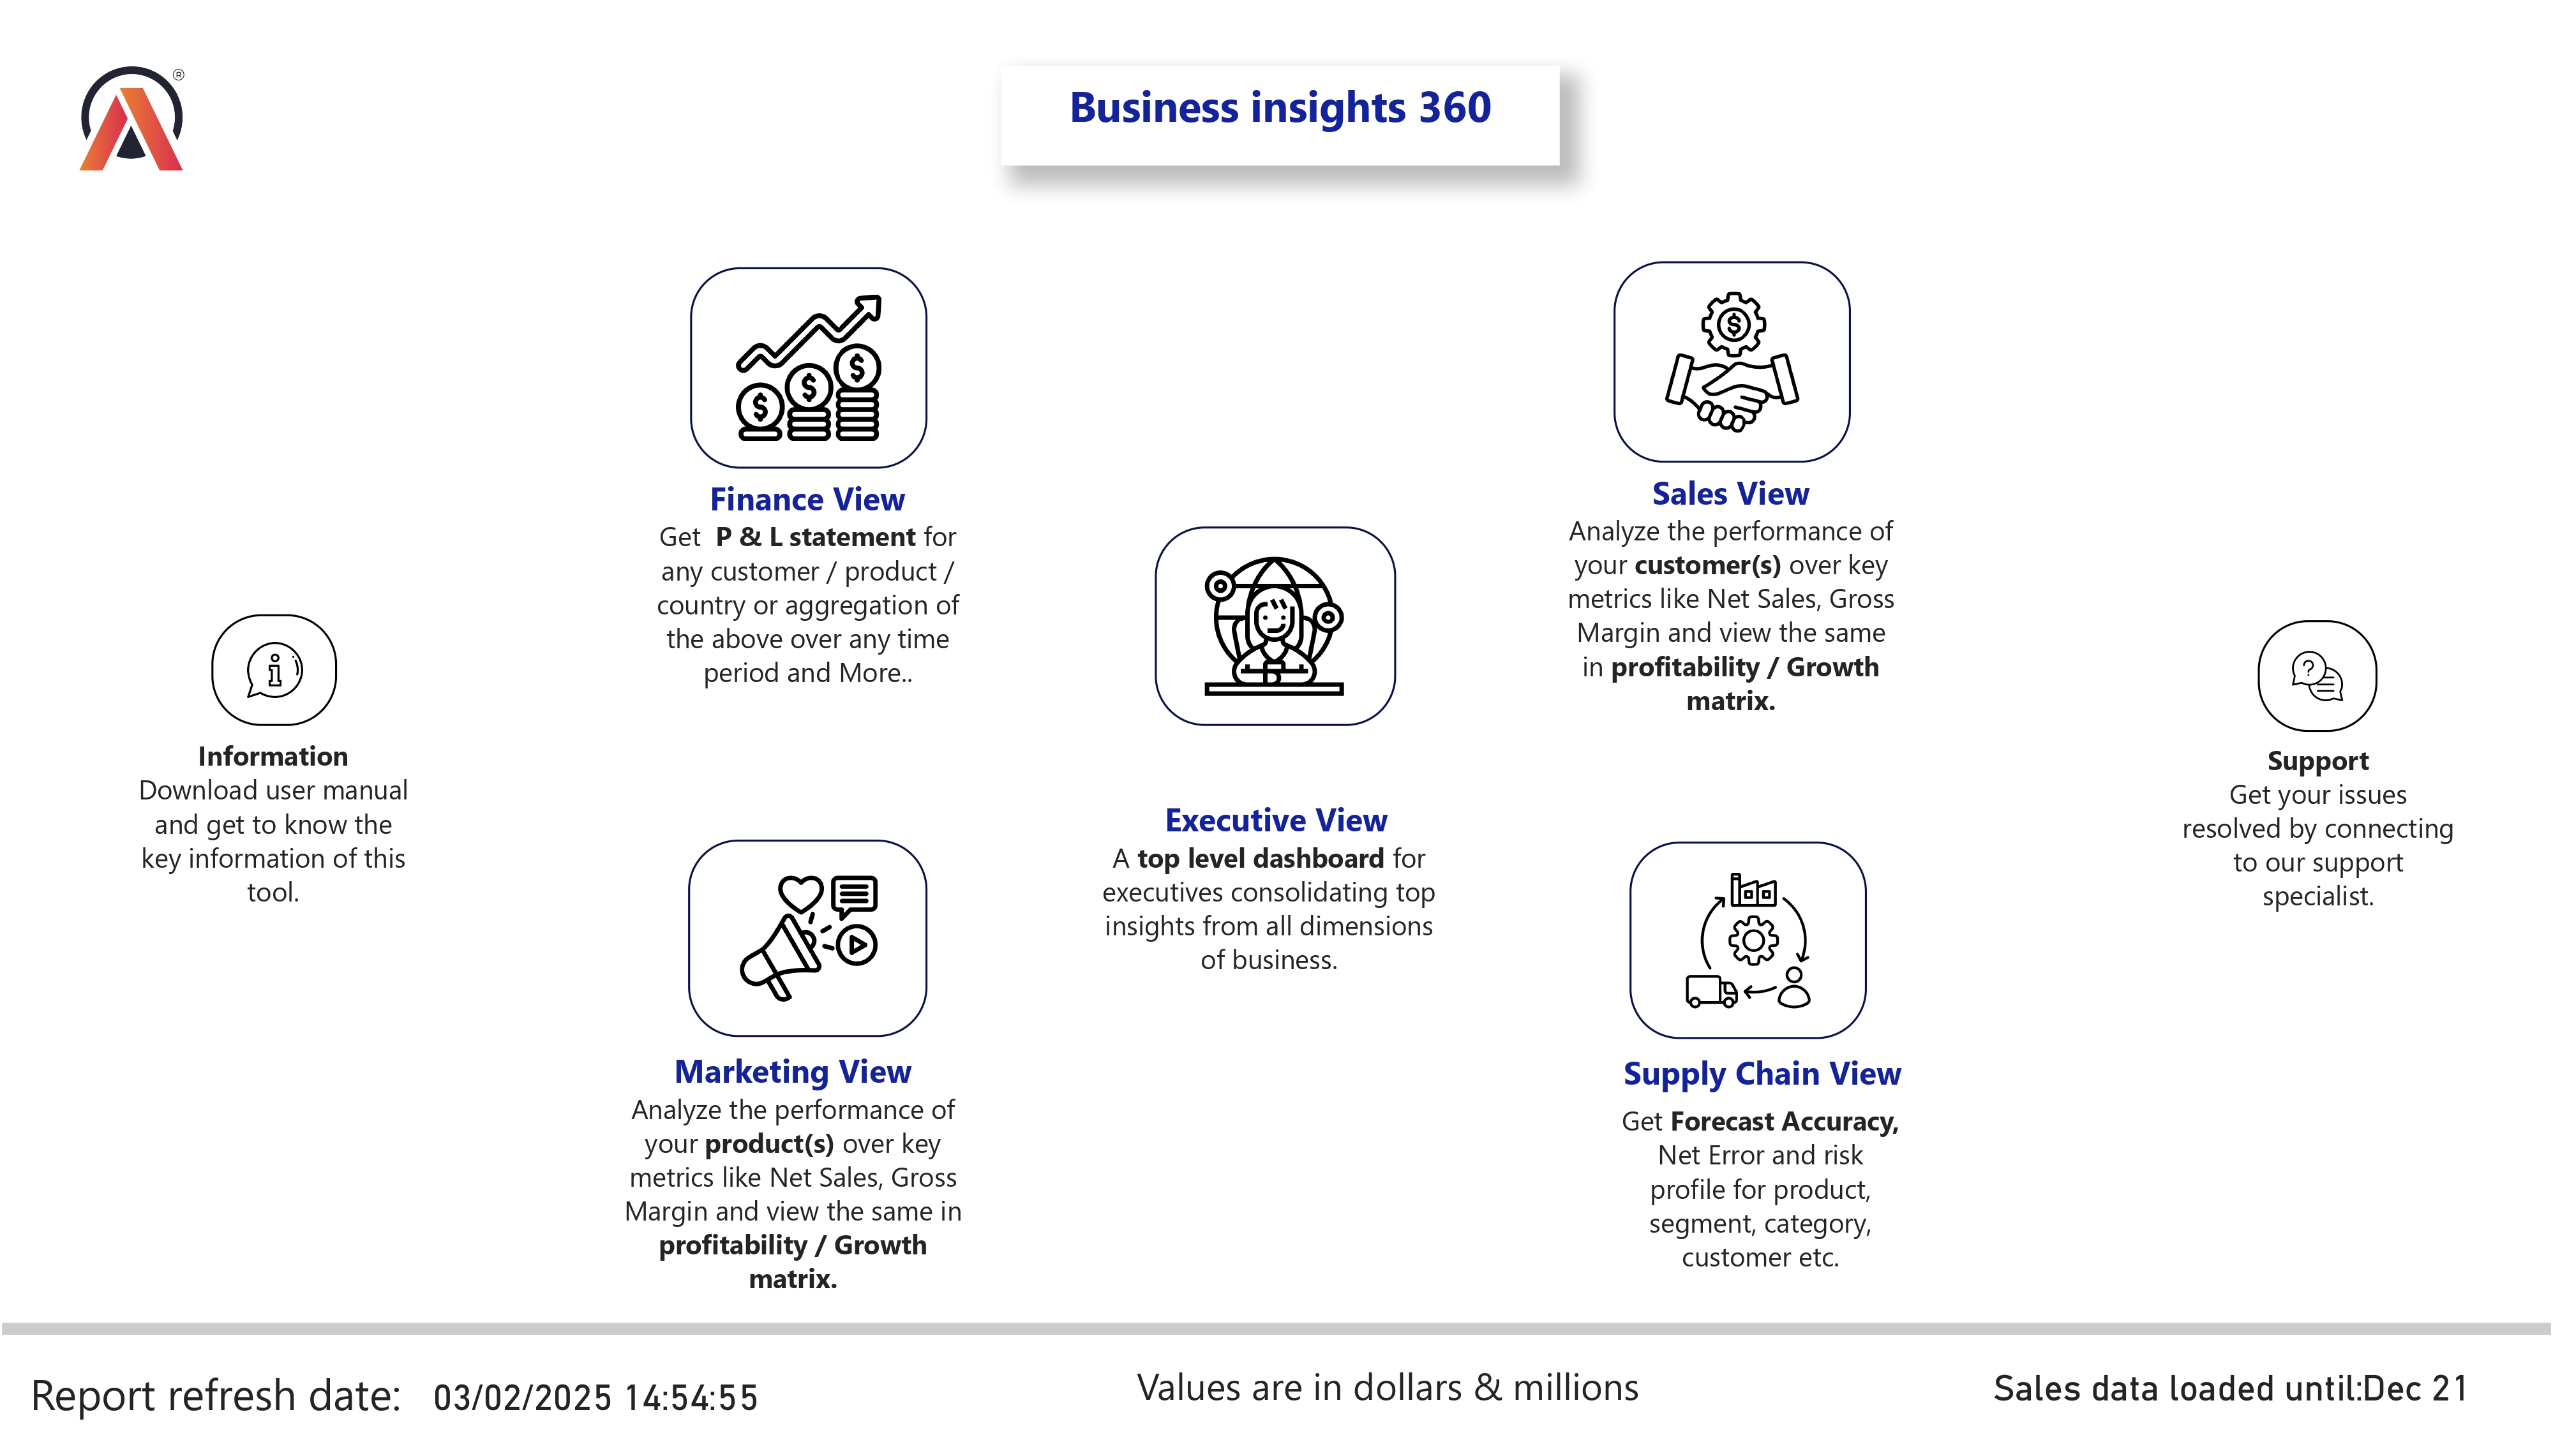 ®
Business insights 360
Finance View
Get  P & L statement for
any customer / product /
country or aggregation of
the above over any time
period and More..
Sales View
Analyze the performance of
your customer(s) over key
metrics like Net Sales, Gross
Margin and view the same
in profitability / Growth
matrix.
Information
Download user manual
and get to know the
key information of this
tool.
Executive View
A top level dashboard for
executives consolidating top
insights from all dimensions
of business.
Support
Get your issues
resolved by connecting
to our support
specialist.
Marketing View
Analyze the performance of
your product(s) over key
metrics like Net Sales, Gross
Margin and view the same in
profitability / Growth
matrix.
Supply Chain View
Get Forecast Accuracy,
Net Error and risk
profile for product,
segment, category,
customer etc.
Report refresh date: 03/02/2025 14:54:55
Values are in dollars & millions
Sales data loaded until:Dec 21